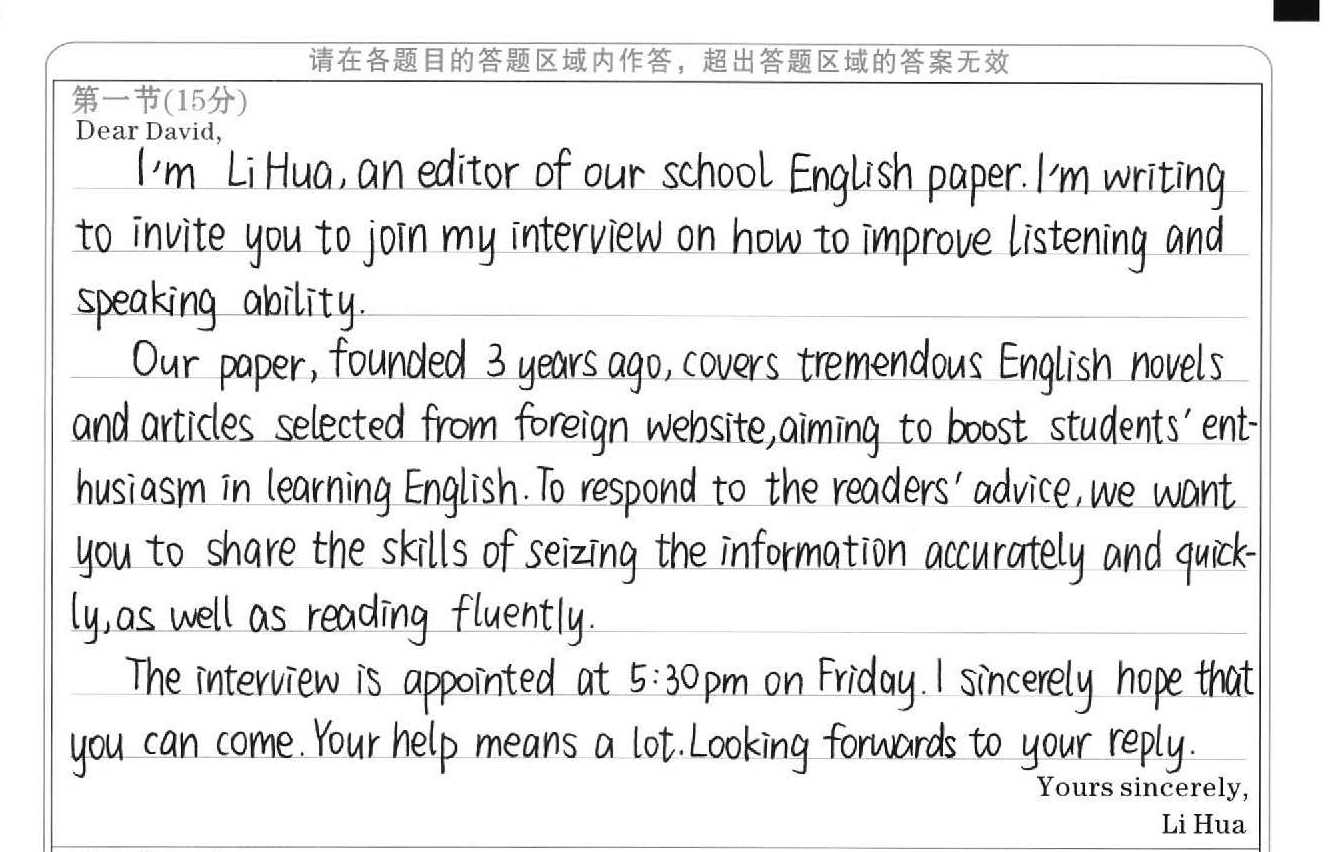 请在各题目的答题区域内作答，超出答题区域的答案无效
第一节(15分)
Dear David,
I'm Li Hua, an editor of our school English paper. I'm writing
to invite you to join my interview on how to improve listening and
speaking ability.
Our paper, founded 3 years ago, covers tremendous English novels
and articles selected from foreign website, aiming to boost students' ent-
husiasm in learning English. To respond to the readers' advice, we want
you to share the skills of seizing the information accurately and quick-
ly, as well as reading fluently.
The interview is appointed at 5:30pm on Friday. I sincerely hope that
you can come. Your help means a lot. Looking forwards to your reply.
Yours sincerely,
Li Hua